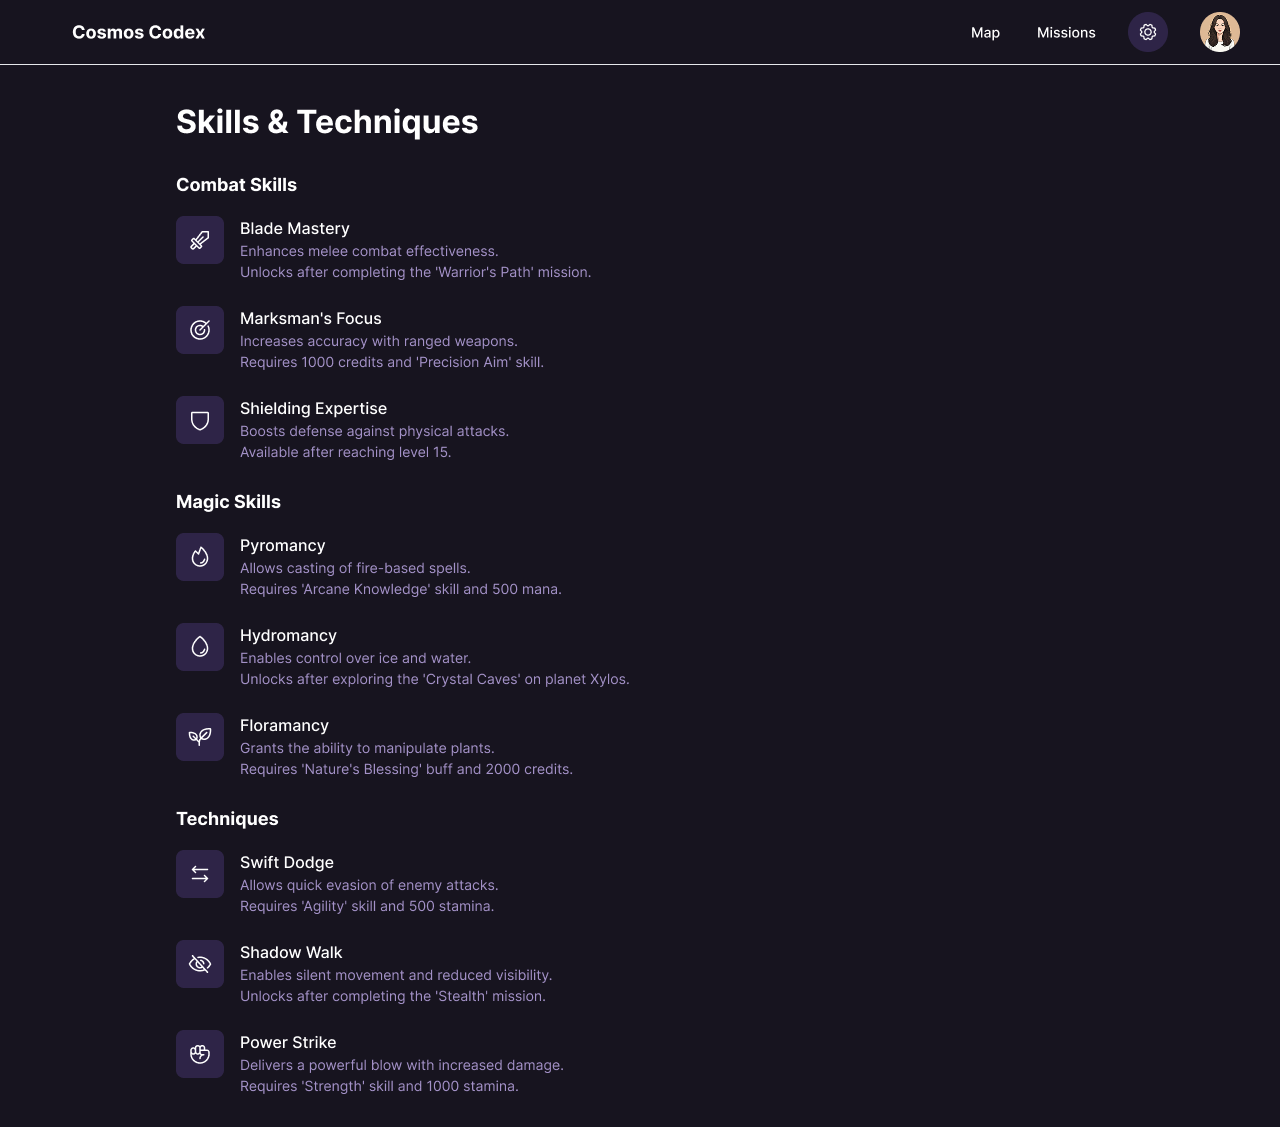 Cosmos Codex
Map
Missions
Skills & Techniques
Combat Skills
Blade Mastery
Enhances melee combat effectiveness.
Unlocks after completing the 'Warrior's Path' mission.
Marksman's Focus
Increases accuracy with ranged weapons.
Requires 1000 credits and 'Precision Aim' skill.
Shielding Expertise
Boosts defense against physical attacks.
Available after reaching level 15.
Magic Skills
Pyromancy
Allows casting of fire-based spells.
Requires 'Arcane Knowledge' skill and 500 mana.
Hydromancy
Enables control over ice and water.
Unlocks after exploring the 'Crystal Caves' on planet Xylos.
Floramancy
Grants the ability to manipulate plants.
Requires 'Nature's Blessing' buff and 2000 credits.
Techniques
Swift Dodge
Allows quick evasion of enemy attacks.
Requires 'Agility' skill and 500 stamina.
Shadow Walk
Enables silent movement and reduced visibility.
Unlocks after completing the 'Stealth' mission.
Power Strike
Delivers a powerful blow with increased damage.
Requires 'Strength' skill and 1000 stamina.